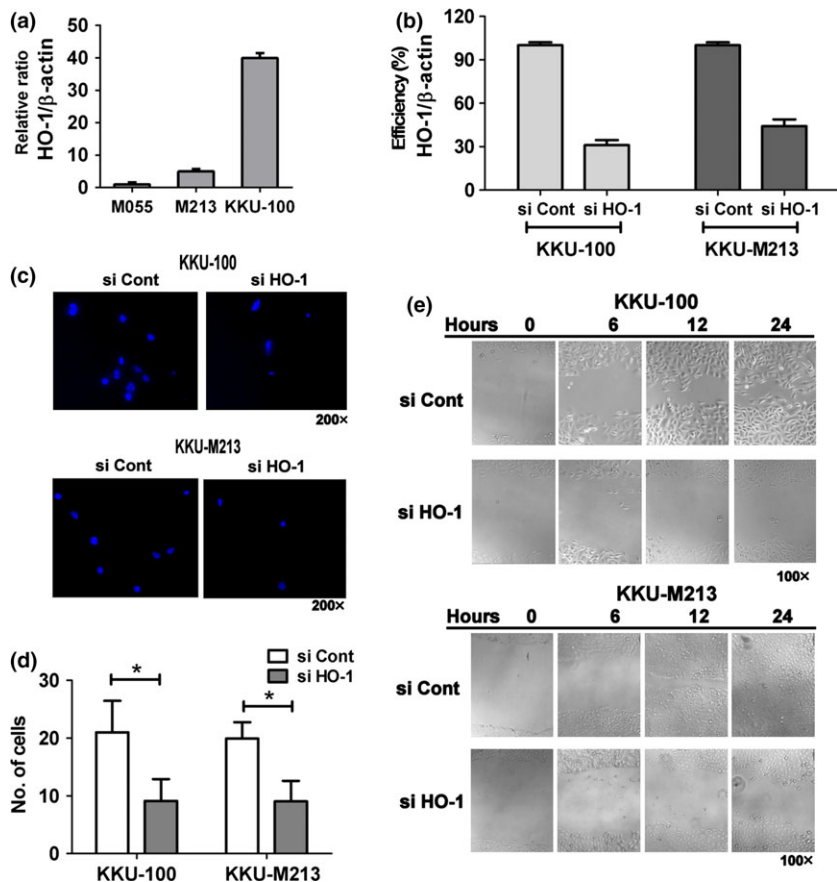 (a)
Relative ratio
HO-1/β-actin
50
40
30
20
10
0
M055 M213 KKU-100
(b)
Efficiency (%)
HO-1/β-actin
120
90
60
30
0
si Cont si HO-1 si Cont si HO-1
KKU-100 KKU-M213
(c)
KKU-100
si Cont si HO-1
200×
KKU-M213
si Cont si HO-1
200×
(d)
si Cont
si HO-1
No. of cells
30
20
10
0
* *
KKU-100 KKU-M213
(e)
KKU-100
Hours 0 6 12 24
si Cont
si HO-1
100×
KKU-M213
Hours 0 6 12 24
si Cont
si HO-1
100×